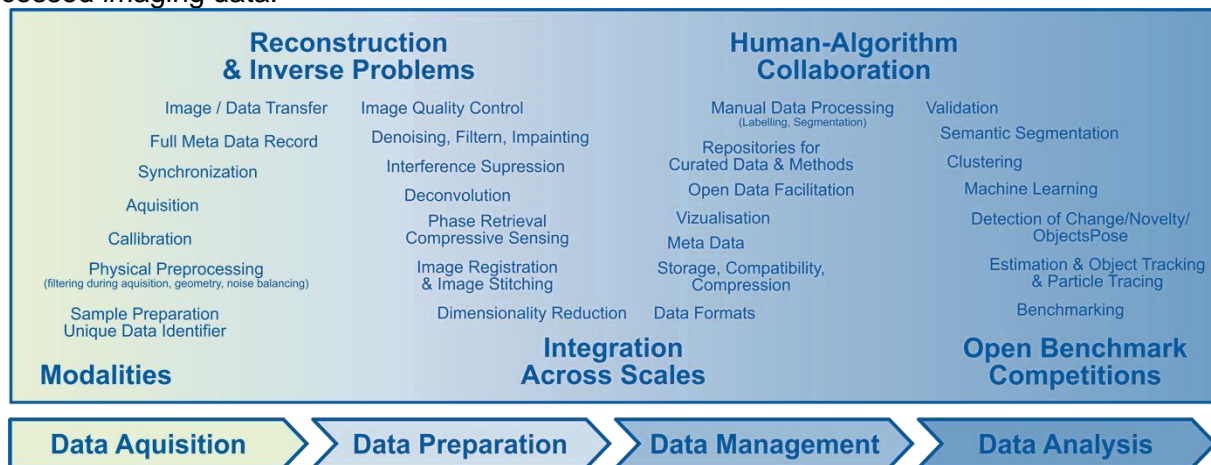 essed imaging data.
Reconstruction
& Inverse Problems
Human-Algorithm
Collaboration
Image / Data Transfer
Full Meta Data Record
Synchronization
Aquisition
Callibration
Physical Preprocessing
(filtering during aquisition, geometry, noise balancing)
Sample Preparation
Unique Data Identifier
Image Quality Control
Denoising, Filtern, Impainting
Interference Supression
Deconvolution
Phase Retrieval
Compressive Sensing
Image Registration
& Image Stitching
Dimensionality Reduction
Manual Data Processing
(Labelling, Segmentation)
Repositories for
Curated Data & Methods
Open Data Facilitation
Vizualisation
Meta Data
Storage, Compatibility,
Compression
Data Formats
Validation
Semantic Segmentation
Clustering
Machine Learning
Detection of Change/Novelty/
ObjectsPose
Estimation & Object Tracking
& Particle Tracing
Benchmarking
Modalities
Integration
Across Scales
Open Benchmark
Competitions
Data Aquisition
Data Preparation
Data Management
Data Analysis